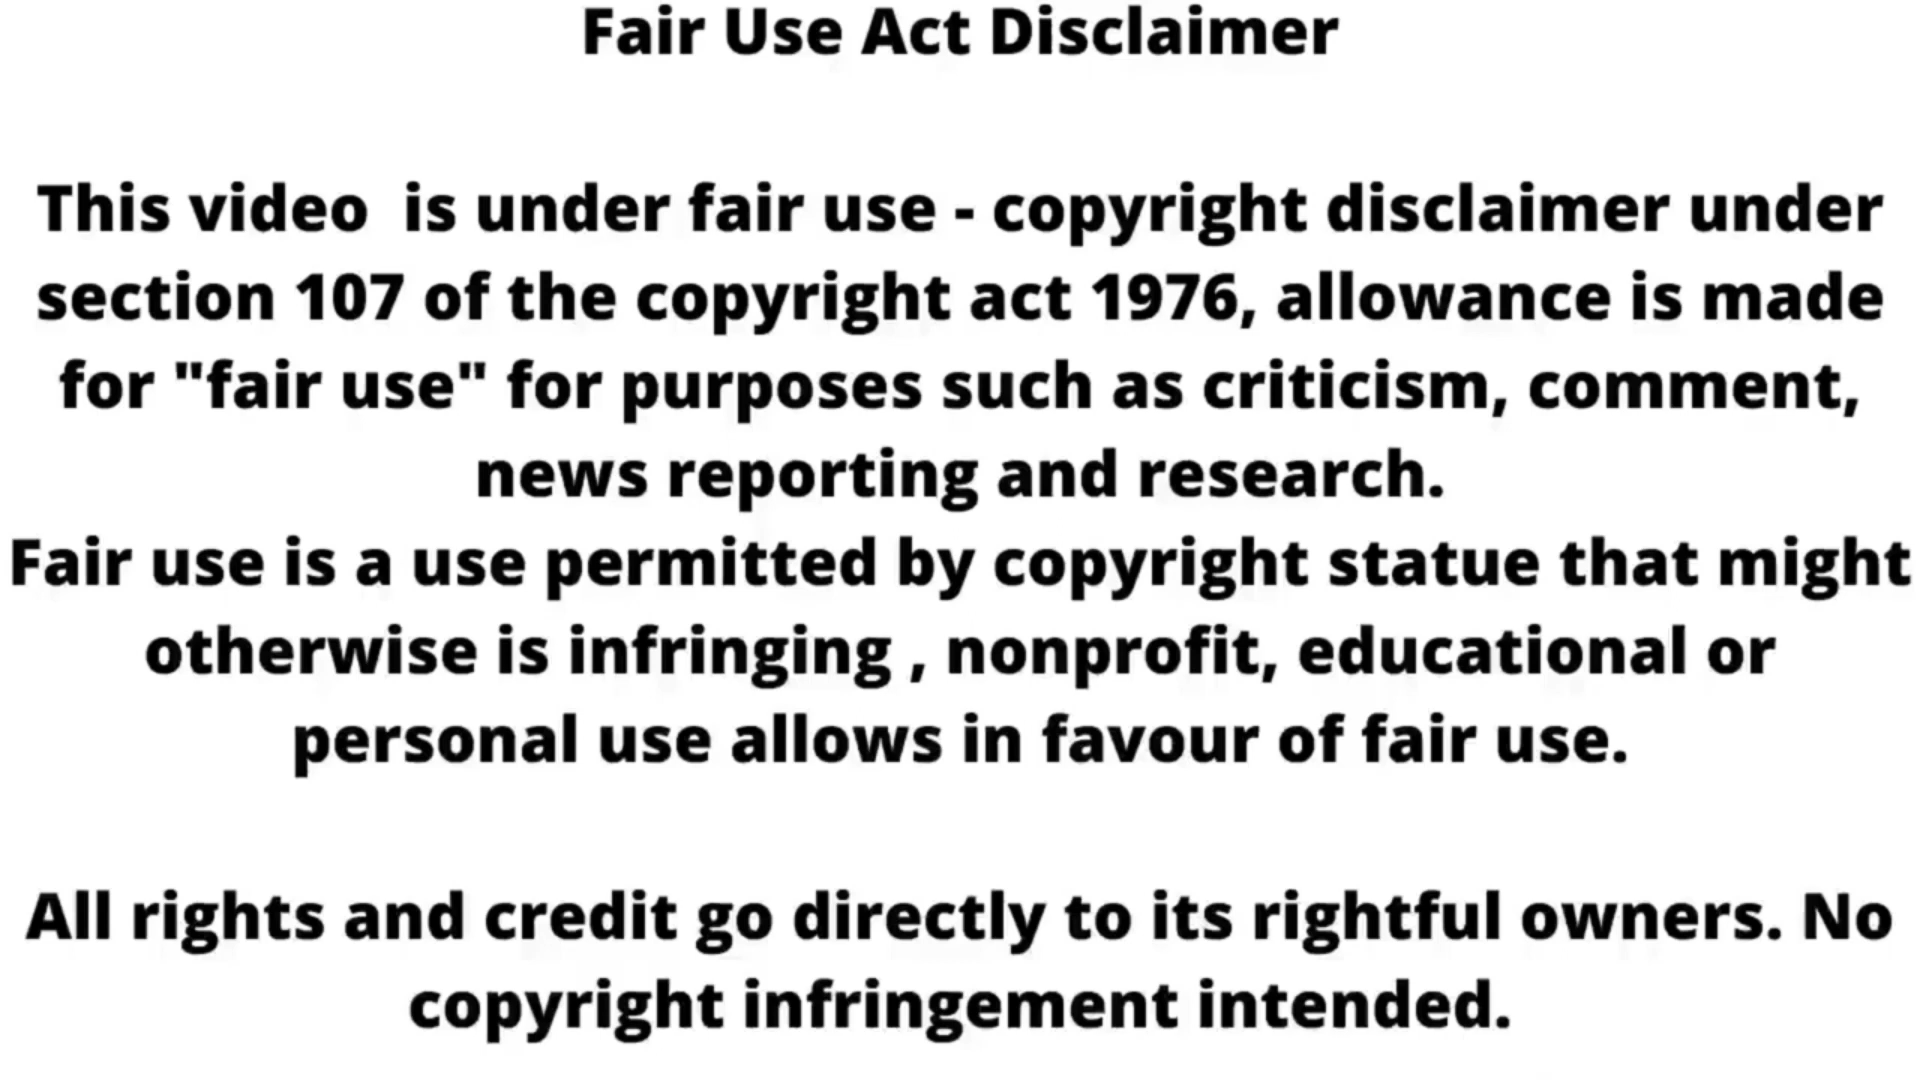 Fair Use Act Disclaimer
This video  is under fair use - copyright disclaimer under
section 107 of the copyright act 1976, allowance is made
for "fair use" for purposes such as criticism, comment,
news reporting and research.
Fair use is a use permitted by copyright statue that might
otherwise is infringing , nonprofit, educational or
personal use allows in favour of fair use.
All rights and credit go directly to its rightful owners. No
copyright infringement intended.